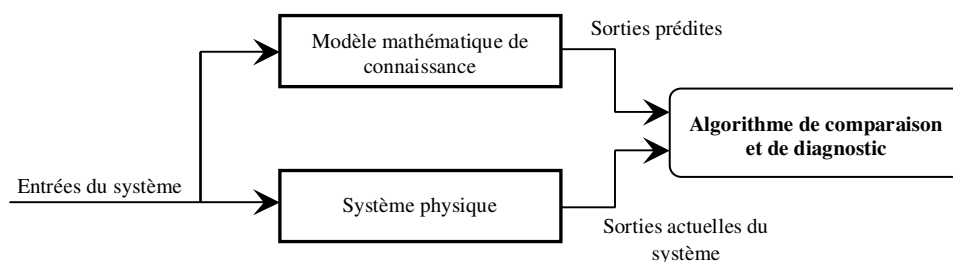 Modèle mathématique de
connaissance
Sorties prédites
Algorithme de comparaison
et de diagnostic
Entrées du système
Système physique
Sorties actuelles du
système